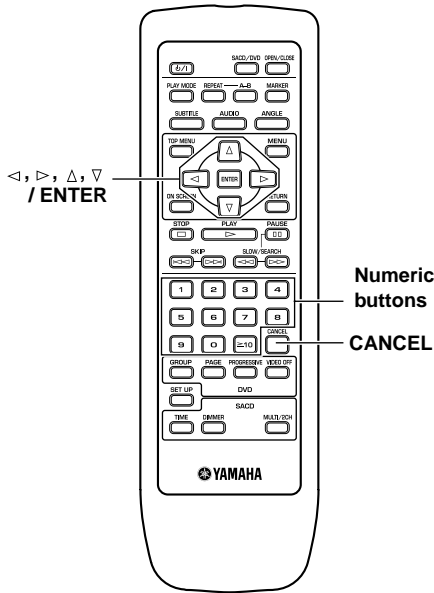 ⏻/I SACD/DVD OPEN/CLOSE
PLAY MODE REPEAT A-B MARKER
SUBTITLE AUDIO ANGLE
TOP MENU MENU
◁, ▷, △, ▽
/ ENTER
ENTER
ON SCREEN RETURN
STOP PLAY PAUSE
SKIP SLOW/SEARCH
1 2 3 4
Numeric
buttons
5 6 7 8
CANCEL
9 0 ≧10
CANCEL
GROUP PAGE PROGRESSIVE VIDEO OFF
SET UP DVD
SACD
TIME DIMMER MULTI/2CH
YAMAHA